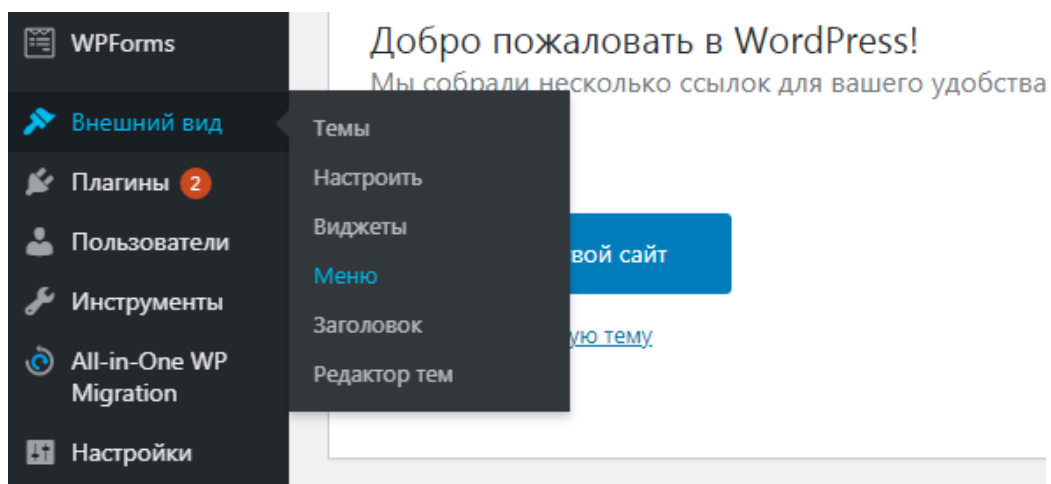 WPForms
Внешний вид
Плагины 2
Пользователи
Инструменты
All-in-One WP
Migration
Настройки
Темы
Настроить
Виджеты
Меню
Заголовок
Редактор тем
Добро пожаловать в WordPress!
Мы собрали несколько ссылок для вашего удобства
вой сайт
ую тему